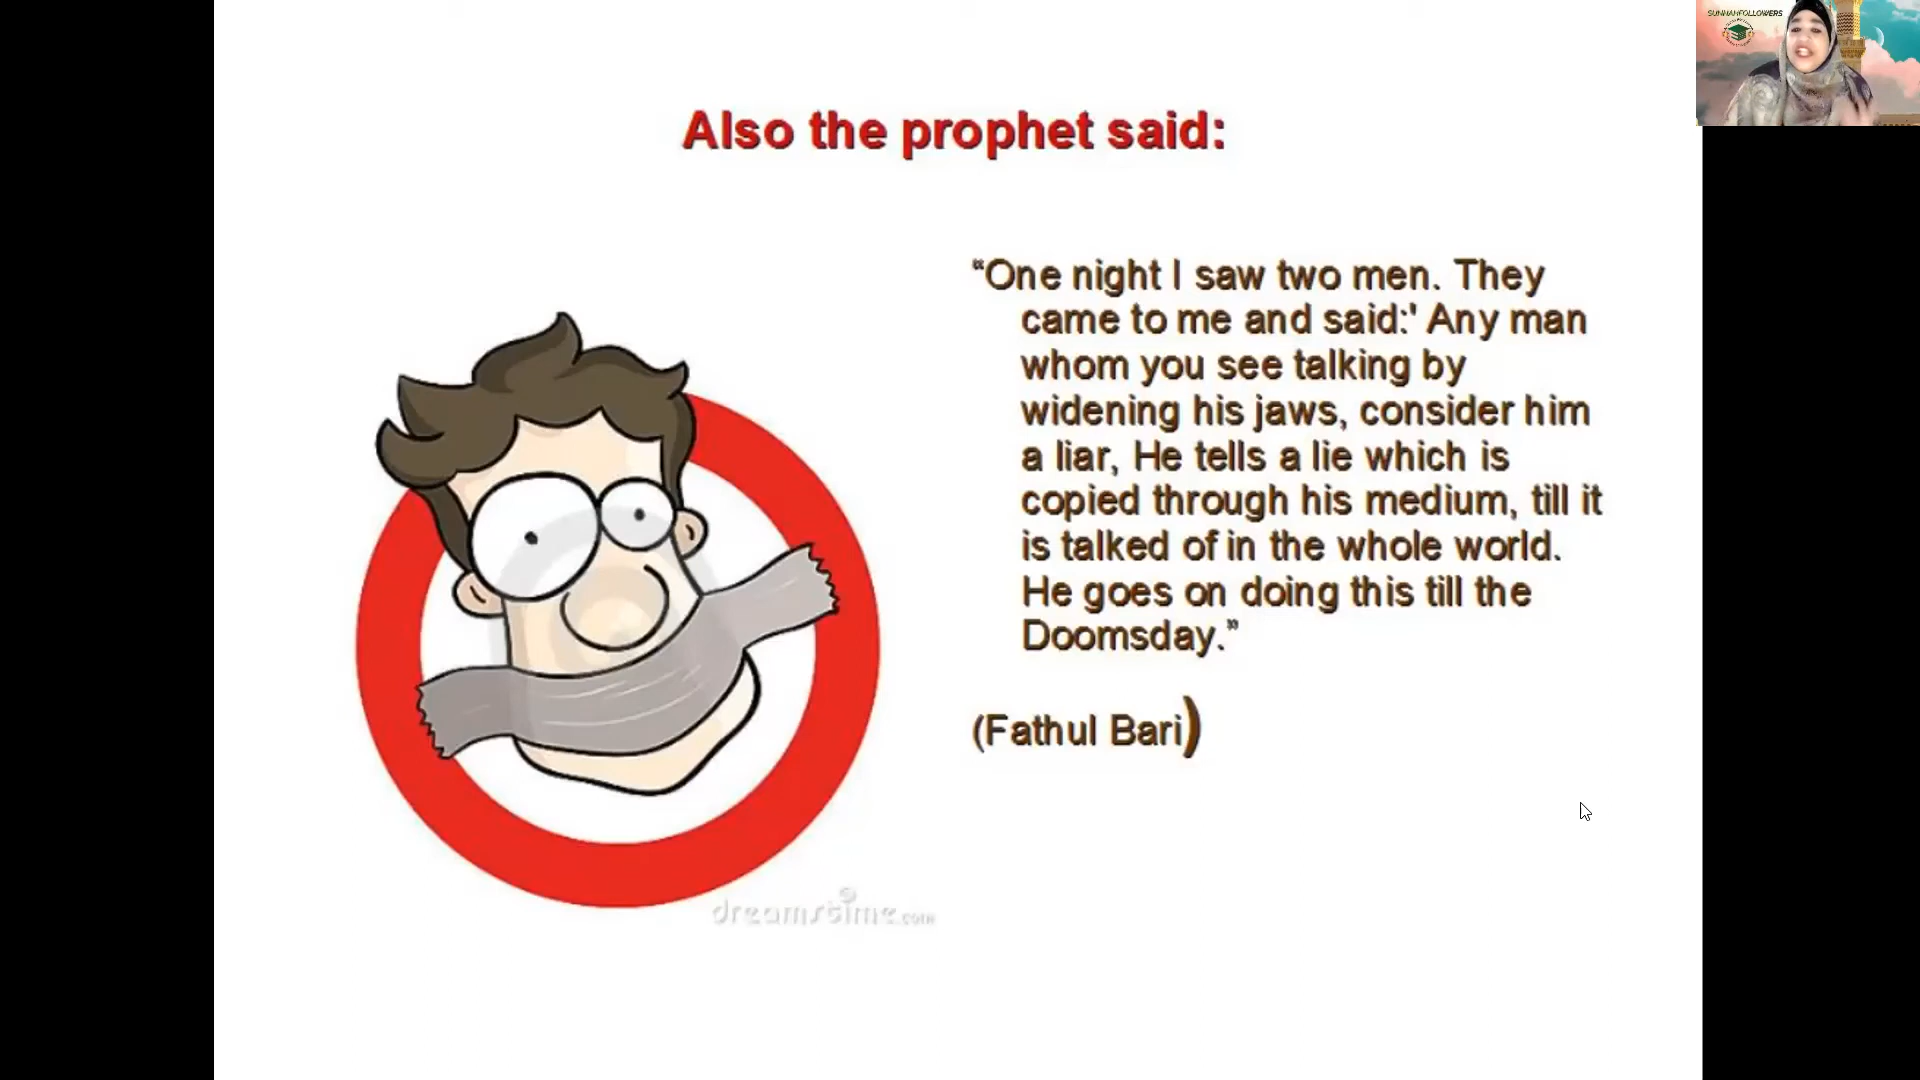 SUNNAHFOLLOWERS
Also the prophet said:
“One night I saw two men. They
came to me and said:' Any man
whom you see talking by
widening his jaws, consider him
a liar, He tells a lie which is
copied through his medium, till it
is talked of in the whole world.
He goes on doing this till the
Doomsday.”
(Fathul Bari)
dreamstime.com